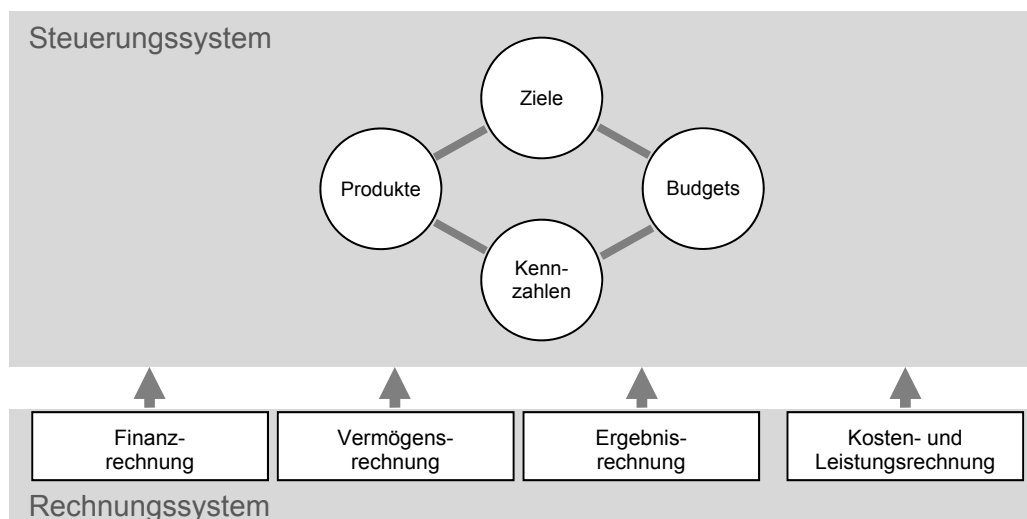 Steuerungssystem
Ziele
Produkte
Budgets
Kenn-
zahlen
Finanz-
rechnung
Vermögens-
rechnung
Ergebnis-
rechnung
Kosten- und
Leistungsrechnung
Rechnungssystem